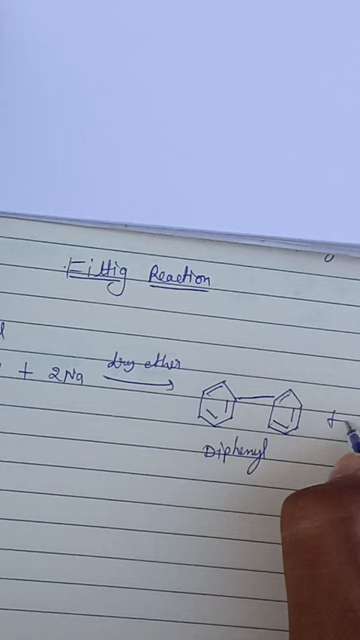 Fittig Reaction
+ 2Na dry ether
+
Diphenyl